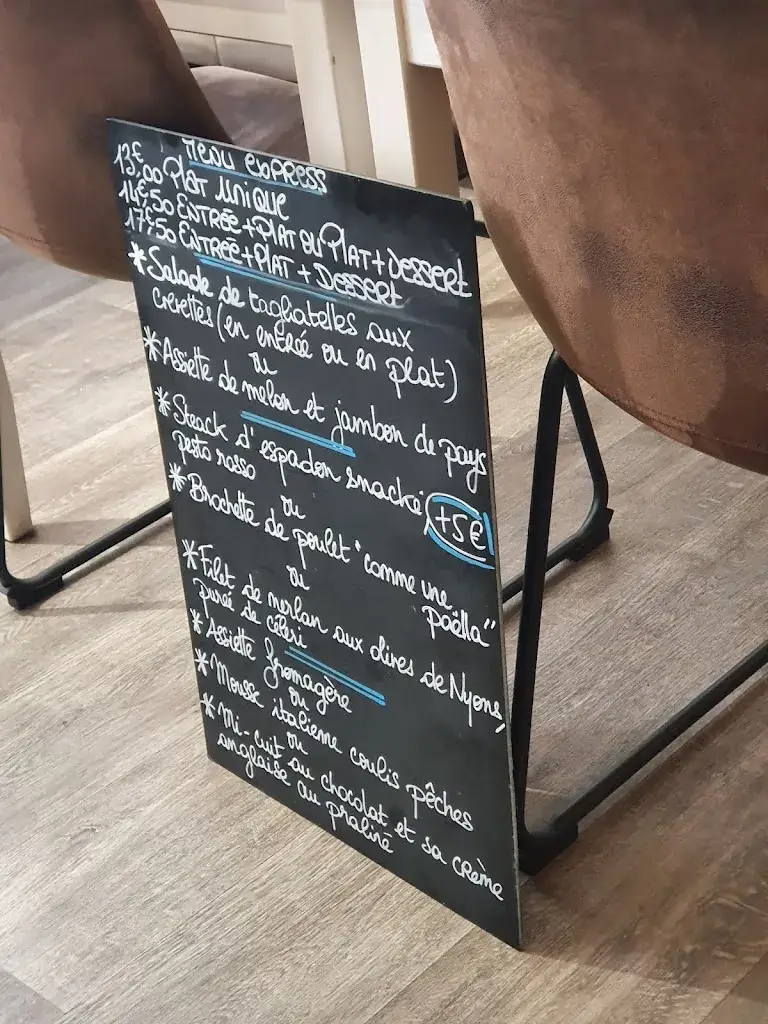 Menu express
13€,00 Plat unique
14€,50 Entrée + Plat ou Plat + dessert
17€,50 Entrée + Plat + Dessert
*Salade de tagliatelles aux
crevettes (en entrée ou en plat)
ou
*Assiette de melon et jambon de pays
*Steack d'espadon snacké, +5€
pesto rosso
ou
*Brochette de poulet "comme une
paëlla"
ou
*Filet de merlan aux olives de Nyons,
purée de céleri
*Assiette fromagère
ou
*Mousse italienne coulis pêches
ou
*Mi-cuit au chocolat et sa crème
anglaise au praliné